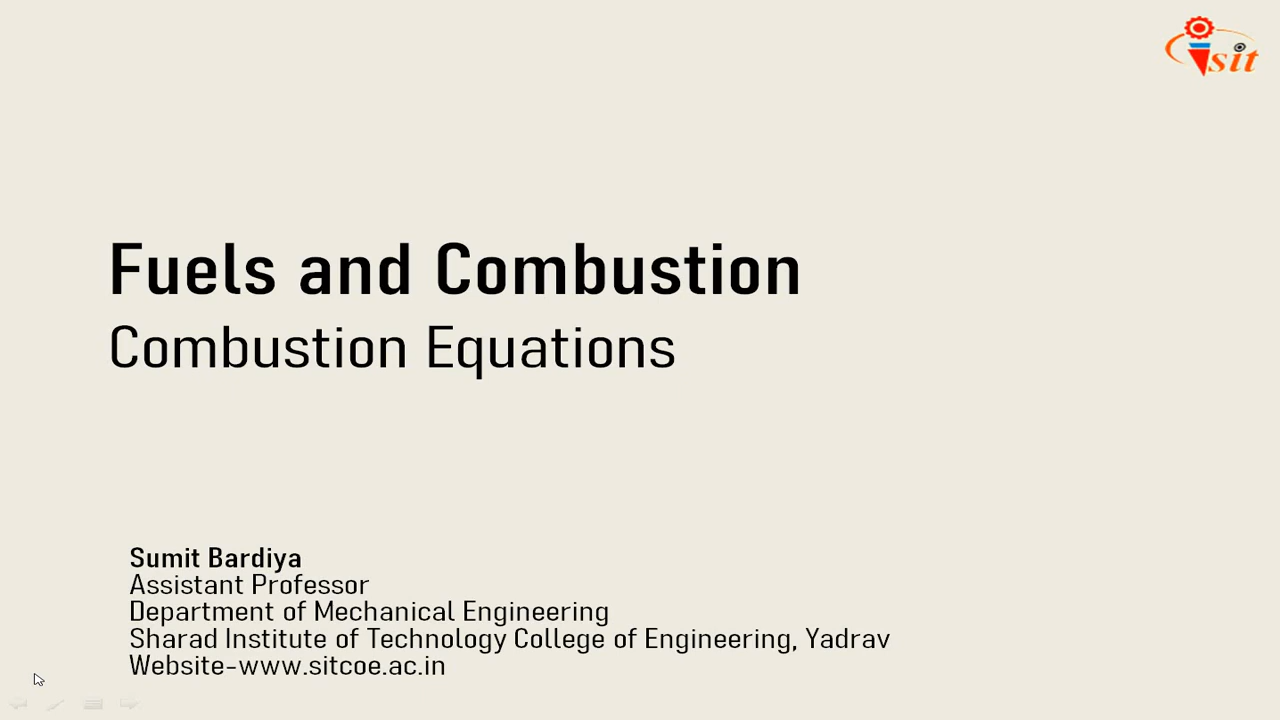 sit
Fuels and Combustion
Combustion Equations
Sumit Bardiya
Assistant Professor
Department of Mechanical Engineering
Sharad Institute of Technology College of Engineering, Yadrav
Website-www.sitcoe.ac.in